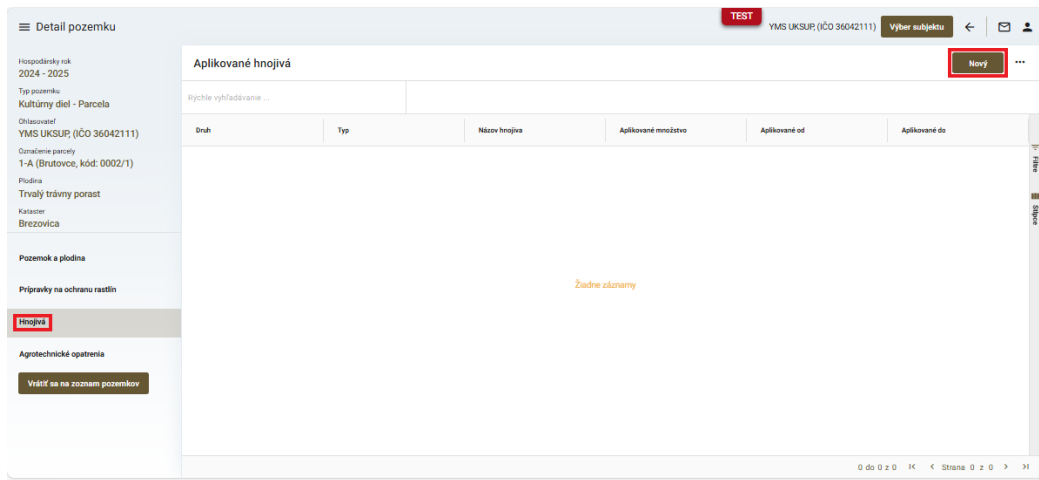 Detail pozemku
TEST
YMS UKSUP, (IČO 36042111)
Výber subjektu
Hospodársky rok
2024 - 2025
Typ pozemku
Kultúrny diel - Parcela
Ohlasovateľ
YMS UKSUP, (IČO 36042111)
Označenie parcely
1-A (Brutovce, kód: 0002/1)
Plodina
Trvalý trávny porast
Kataster
Brezovica
Pozemok a plodina
Prípravky na ochranu rastlín
Hnojivá
Agrotechnické opatrenia
Vrátiť sa na zoznam pozemkov
Aplikované hnojivá
Nový
Rýchle vyhľadávanie ...
Druh
Typ
Názov hnojiva
Aplikované množstvo
Aplikované od
Aplikované do
Filtre
Stĺpce
Žiadne záznamy
0 do 0 z 0
Strana 0 z 0